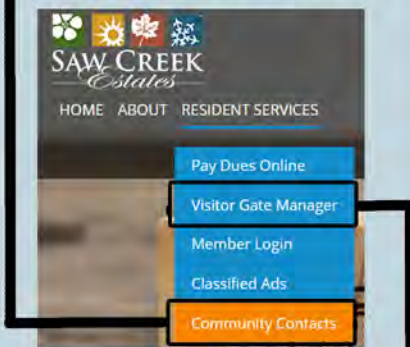 SAW CREEK
Estates
HOME ABOUT RESIDENT SERVICES
Pay Dues Online
Visitor Gate Manager
Member Login
Classified Ads
Community Contacts